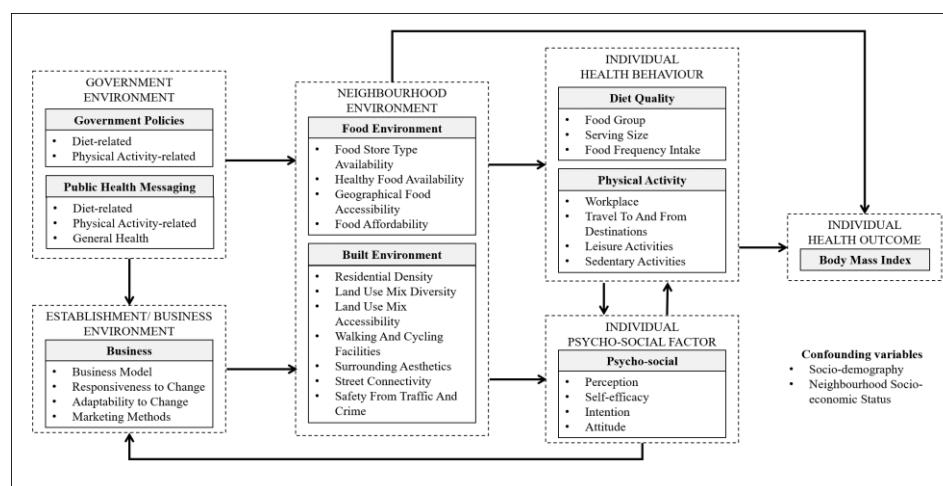 GOVERNMENT
ENVIRONMENT
Government Policies
• Diet-related
• Physical Activity-related
Public Health Messaging
• Diet-related
• Physical Activity-related
• General Health
ESTABLISHMENT/ BUSINESS
ENVIRONMENT
Business
• Business Model
• Responsiveness to Change
• Adaptability to Change
• Marketing Methods
NEIGHBOURHOOD
ENVIRONMENT
Food Environment
• Food Store Type
Availability
• Healthy Food Availability
• Geographical Food
Accessibility
• Food Affordability
Built Environment
• Residential Density
• Land Use Mix Diversity
• Land Use Mix
Accessibility
• Walking And Cycling
Facilities
• Surrounding Aesthetics
• Street Connectivity
• Safety From Traffic And
Crime
INDIVIDUAL
HEALTH BEHAVIOUR
Diet Quality
• Food Group
• Serving Size
• Food Frequency Intake
Physical Activity
• Workplace
• Travel To And From
Destinations
• Leisure Activities
• Sedentary Activities
INDIVIDUAL
PSYCHO-SOCIAL FACTOR
Psycho-social
• Perception
• Self-efficacy
• Intention
• Attitude
INDIVIDUAL
HEALTH OUTCOME
Body Mass Index
Confounding variables
• Socio-demography
• Neighbourhood Socio-
economic Status